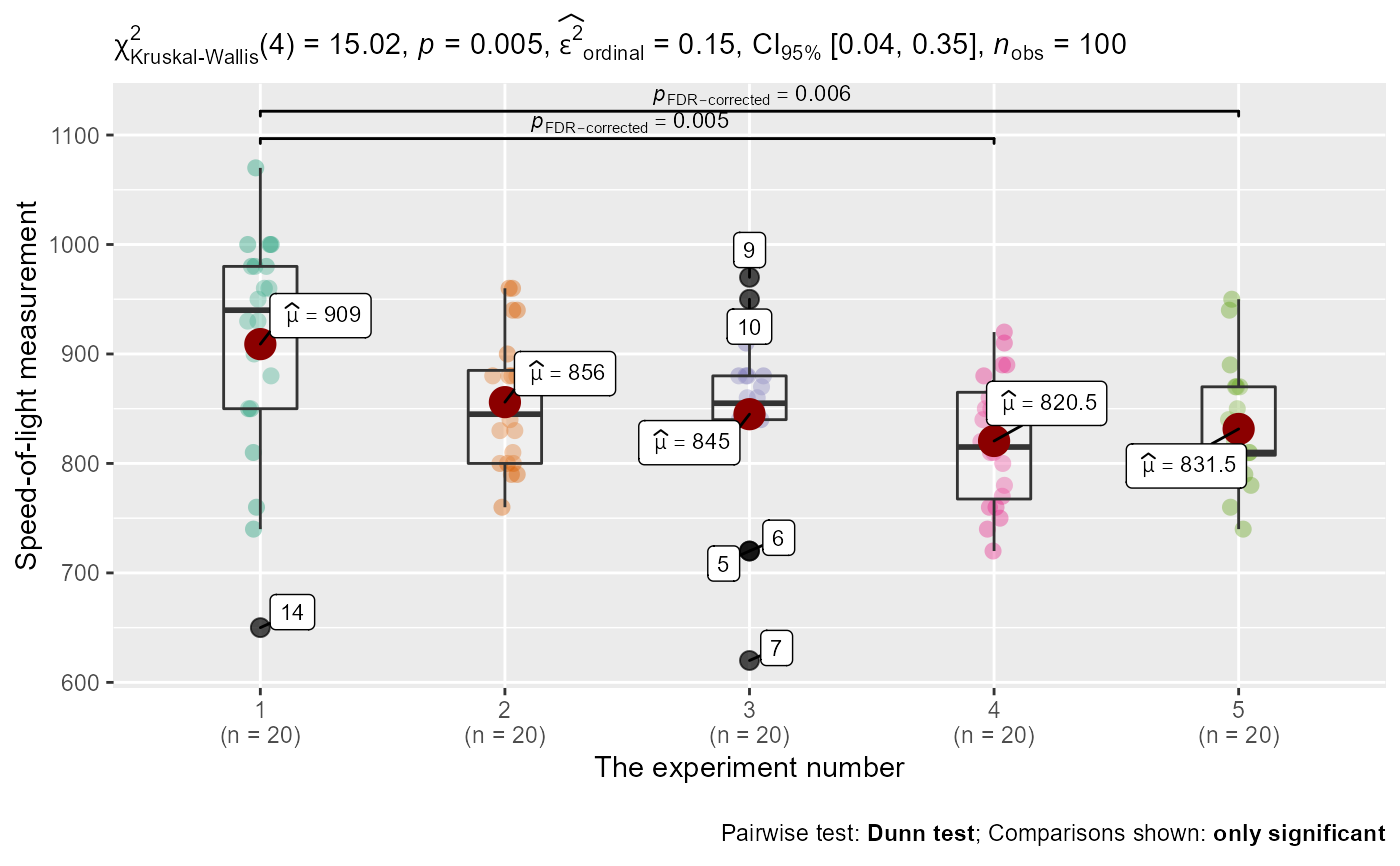 χ²Kruskal-Wallis(4) = 15.02, p = 0.005, ε̂²ordinal = 0.15, CI95% [0.04, 0.35], nobs = 100
pFDR−corrected = 0.006
pFDR−corrected = 0.005
Speed-of-light measurement
1100
1000
900
800
700
600
9
10
μ̂ = 909
μ̂ = 856
μ̂ = 845
μ̂ = 820.5
μ̂ = 831.5
6
5
14
7
1
(n = 20)
2
(n = 20)
3
(n = 20)
4
(n = 20)
5
(n = 20)
The experiment number
Pairwise test: Dunn test; Comparisons shown: only significant